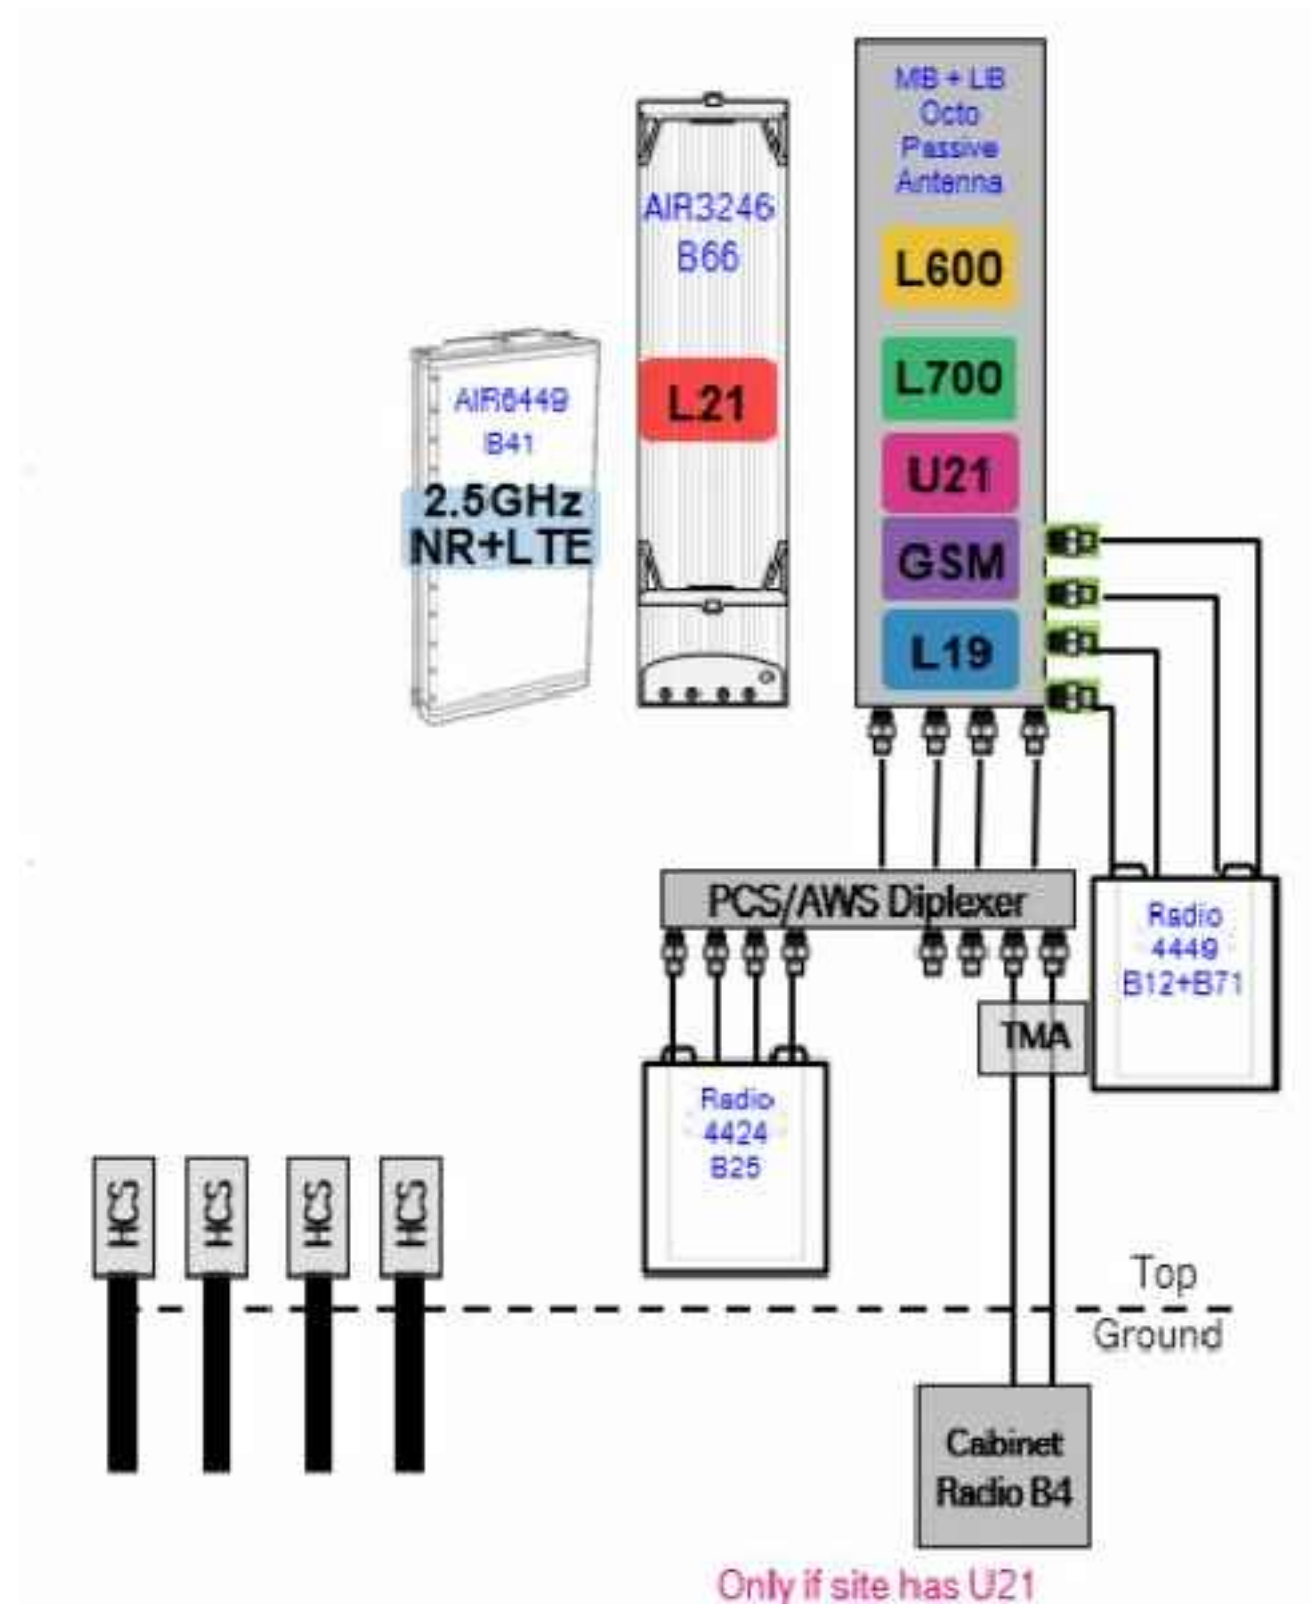 MB + LB
Octo
Passive
Antenna
AIR3246
B66
L600
L700
L21
AIR6449
B41
2.5GHz
NR+LTE
U21
GSM
L19
PCS/AWS Diplexer
Radio
4449
B12+B71
TMA
Radio
4424
B25
HCS
HCS
HCS
HCS
Top
Ground
Cabinet
Radio B4
Only if site has U21